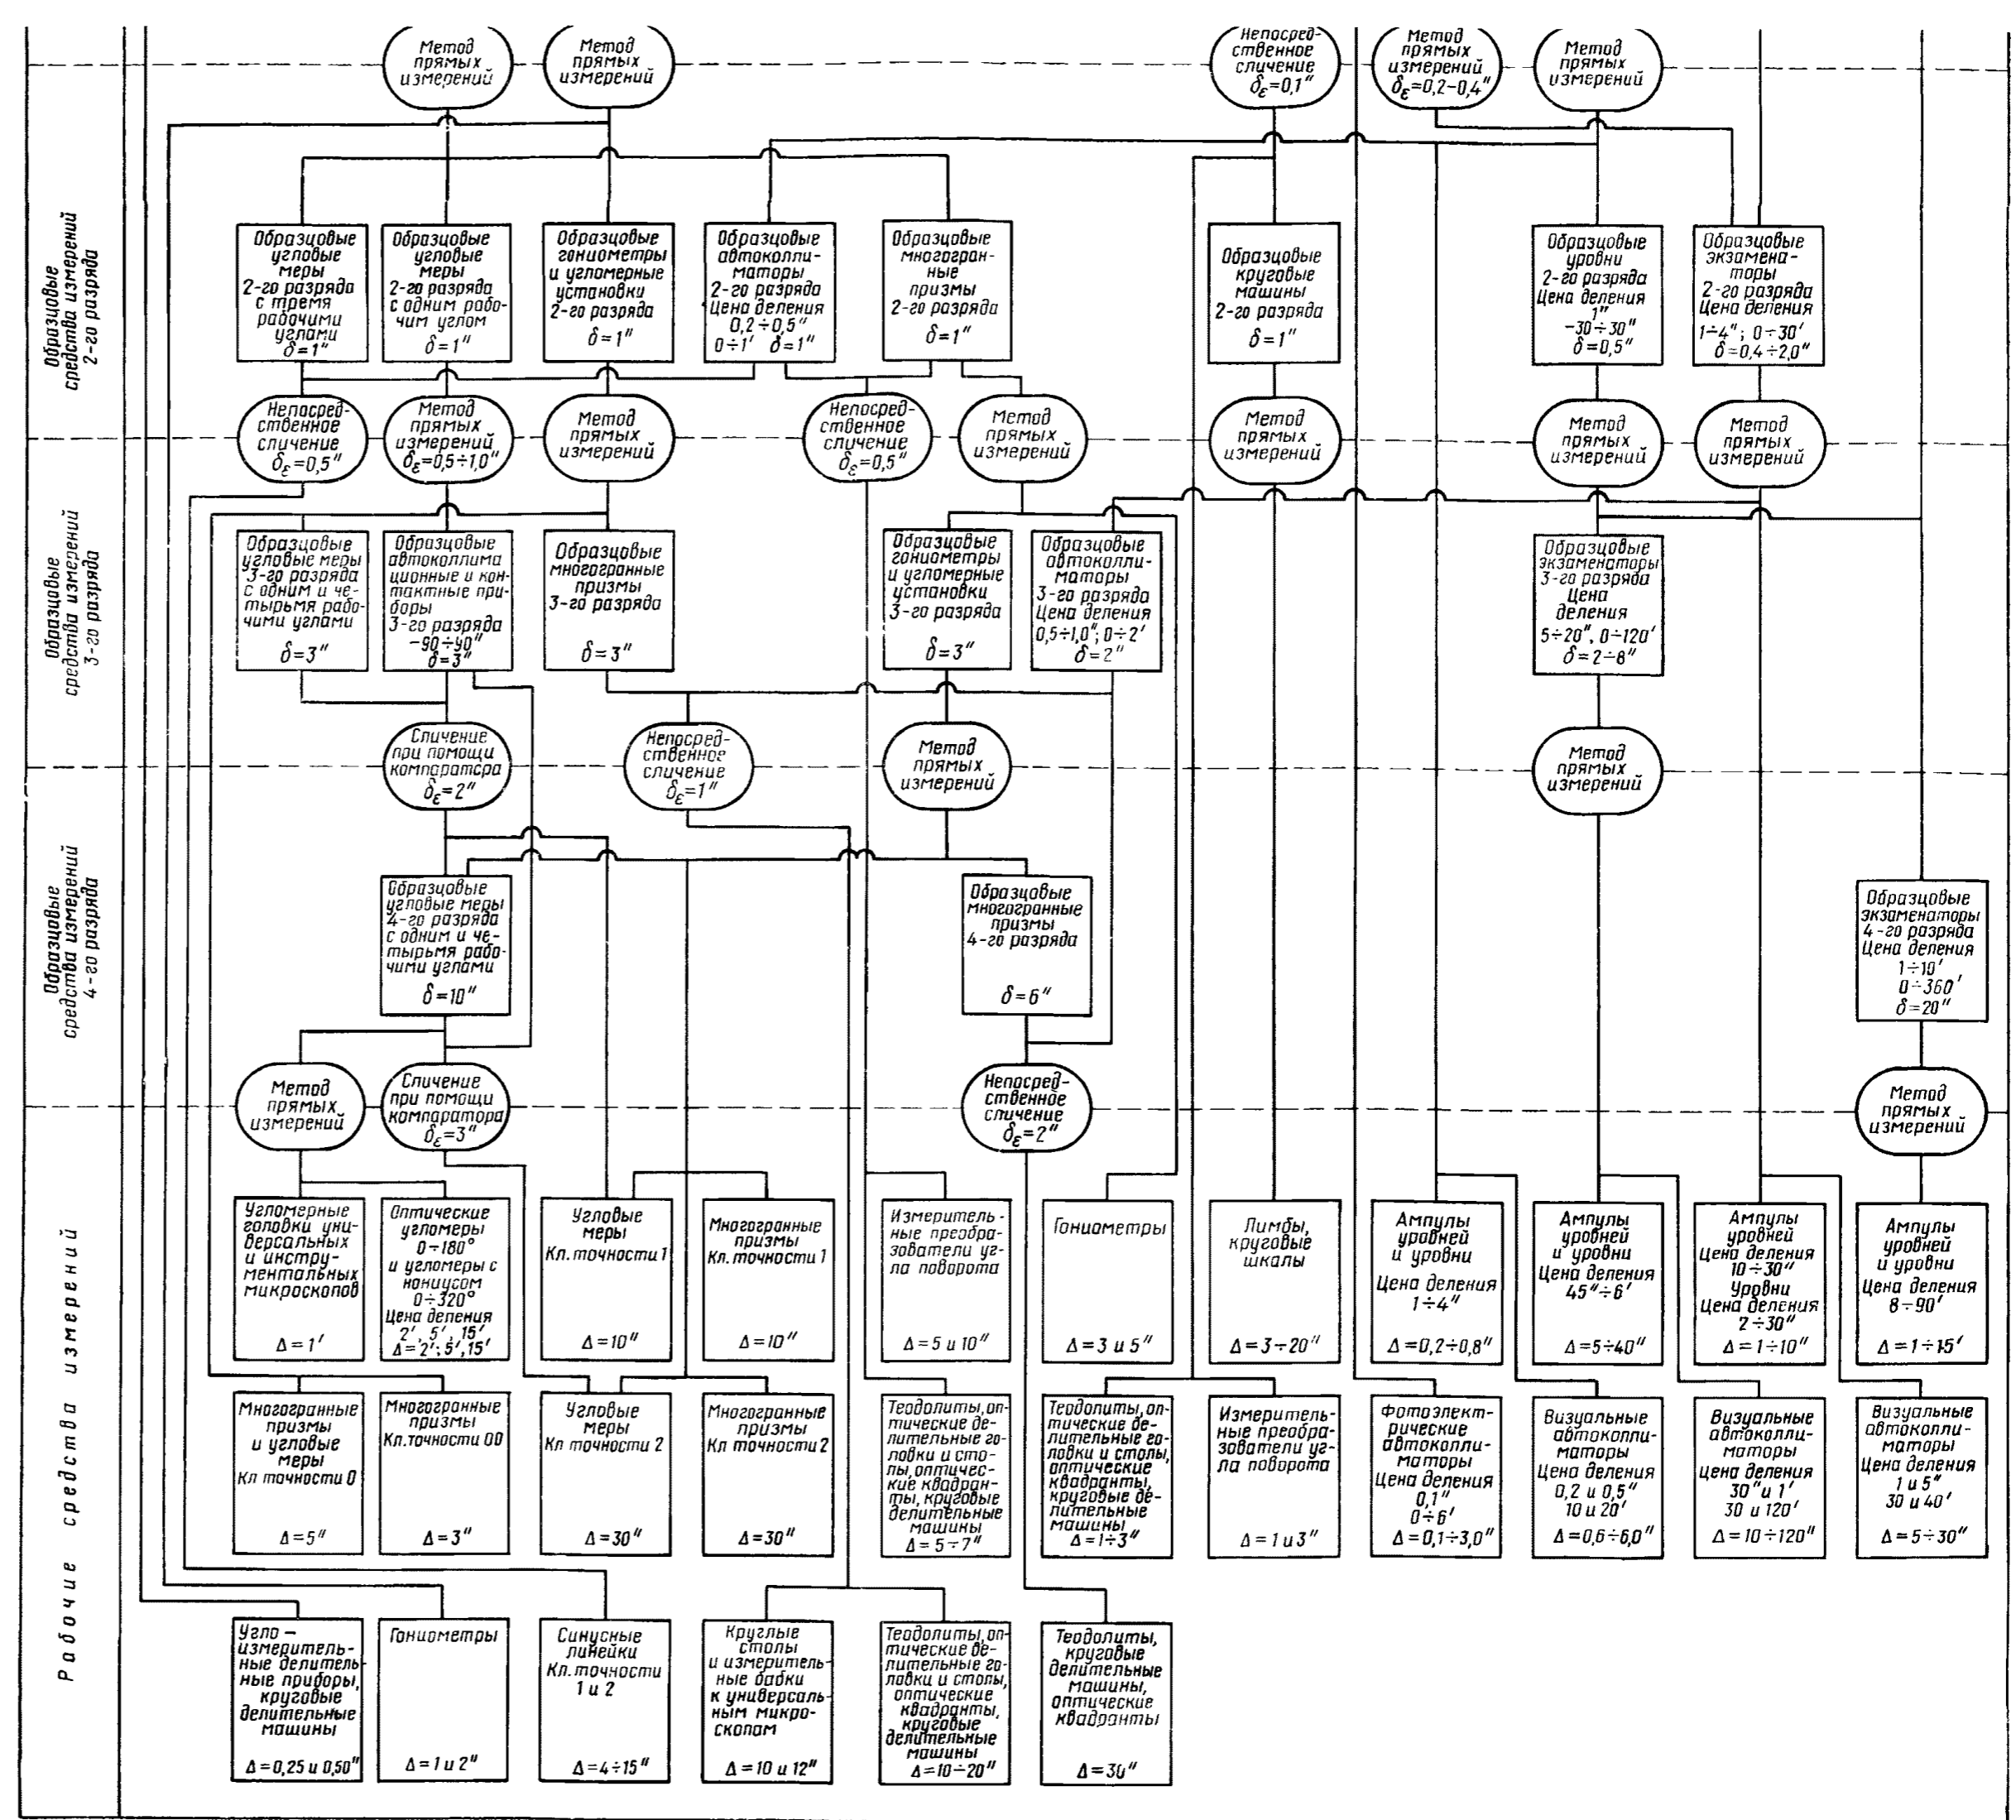 Метод
прямых
измерений
Метод
прямых
измерений
Непосред-
ственное
сличение
δε=0,1″
Метод
прямых
измерений
δε=0,2-0,4″
Метод
прямых
измерений
Образцовые
средства измерений
2-го разряда
Образцовые
угловые
меры
2-го разряда
с тремя
рабочими
углами
δ=1″
Образцовые
угловые
меры
2-го разряда
с одним рабо-
чим углом
δ=1″
Образцовые
гониометры
и угломерные
установки
2-го разряда
δ=1″
Образцовые
автоколли-
маторы
2-го разряда
Цена деления
0,2÷0,5″
0÷1′ δ=1″
Образцовые
многогран-
ные
призмы
2-го разряда
δ=1″
Образцовые
круговые
машины
2-го разряда
δ=1″
Образцовые
уровни
2-го разряда
Цена деления
1″
-30÷30″
δ=0,5″
Образцовые
экзамена-
торы
2-го разряда
Цена деления
1÷4″; 0÷30′
δ=0,4÷2,0″
Непосред-
ственное
сличение
δε=0,5″
Метод
прямых
измерений
δε=0,5÷1,0″
Метод
прямых
измерений
Непосред-
ственное
сличение
δε=0,5″
Метод
прямых
измерений
Метод
прямых
измерений
Метод
прямых
измерений
Метод
прямых
измерений
Образцовые
средства измерений
3-го разряда
Образцовые
угловые меры
3-го разряда
с одним и че-
тырьмя рабо-
чими углами
δ=3″
Образцовые
автоколлима
ционные и кон-
тактные при-
боры
3-го разряда
-90÷90″
δ=3″
Образцовые
многогранные
призмы
3-го разряда
δ=3″
Образцовые
гониометры
и угломерные
установки
3-го разряда
δ=3″
Образцовые
автоколли-
маторы
3-го разряда
Цена деления
0,5÷1,0″; 0÷2′
δ=2″
Образцовые
экзаменаторы
3-го разряда
Цена
деления
5÷20″, 0÷120′
δ=2÷8″
Сличение
при помощи
компаратора
δε=2″
Непосред-
ственное
сличение
δε=1″
Метод
прямых
измерений
Метод
прямых
измерений
Образцовые
средства измерений
4-го разряда
Образцовые
угловые меры
4-го разряда
с одним и че-
тырьмя рабо-
чими углами
δ=10″
Образцовые
многогранные
призмы
4-го разряда
δ=6″
Образцовые
экзаменаторы
4-го разряда
Цена деления
1÷10′
0÷360′
δ=20″
Метод
прямых
измерений
Сличение
при помощи
компаратора
δε=3″
Непосред-
ственное
сличение
δε=2″
Метод
прямых
измерений
Рабочие средства измерений
Угломерные
головки уни-
версальных
и инстру-
ментальных
микроскопов
Δ=1′
Оптические
угломеры
0÷180°
и угломеры с
нониусом
0÷320°
Цена деления
2′, 5′, 15′
Δ=2′; 5′, 15′
Угловые
меры
Кл. точности 1
Δ=10″
Многогранные
призмы
Кл. точности 1
Δ=10″
Измеритель-
ные преобра-
зователи уг-
ла поворота
Δ=5 и 10″
Гониометры
Δ=3 и 5″
Лимбы,
круговые
шкалы
Δ=3÷20″
Ампулы
уровней
и уровни
Цена деления
1÷4″
Δ=0,2÷0,8″
Ампулы
уровней
и уровни
Цена деления
45″÷6′
Δ=5÷40″
Ампулы
уровней
Цена деления
10÷30″
Уровни
Цена деления
2÷30″
Δ=1÷10″
Ампулы
уровней
и уровни
Цена деления
8÷90′
Δ=1÷15′
Многогранные
призмы
и угловые
меры
Кл точности 0
Δ=5″
Многогранные
призмы
Кл.точности 00
Δ=3″
Угловые
меры
Кл точности 2
Δ=30″
Многогранные
призмы
Кл точности 2
Δ=30″
Теодолиты,оп-
тические де-
лительные го-
ловки и сто-
лы,оптичес-
кие квадран-
ты, круговые
делительные
машины
Δ=5÷7″
Теодолиты,оп-
тические де-
лительные го-
ловки и столы,
оптические
квадранты,
круговые де-
лительные
машины
Δ=1÷3″
Измеритель-
ные преобра-
зователи уг-
ла поворота
Δ=1 и 3″
Фотоэлект-
рические
автоколли-
маторы
Цена деления
0,1″
0÷6′
Δ=0,1÷3,0″
Визуальные
автоколли-
маторы
Цена деления
0,2 и 0,5″
10 и 20′
Δ=0,6÷6,0″
Визуальные
автоколли-
маторы
Цена деления
30″и 1′
30 и 120′
Δ=10÷120″
Визуальные
автоколли-
маторы
Цена деления
1 и 5″
30 и 40′
Δ=5÷30″
Угло-
измеритель-
ные делитель-
ные приборы,
круговые
делительные
машины
Δ=0,25 и 0,50″
Гониометры
Δ=1 и 2″
Синусные
линейки
Кл. точности
1 и 2
Δ=4÷15″
Круглые
столы
и измеритель-
ные бабки
к универсаль-
ным микро-
скопам
Δ=10 и 12″
Теодолиты,оп-
тические де-
лительные го-
ловки и столы,
оптические
квадранты,
круговые
делительные
машины
Δ=10÷20″
Теодолиты,
круговые
делительные
машины,
оптические
квадранты
Δ=30″